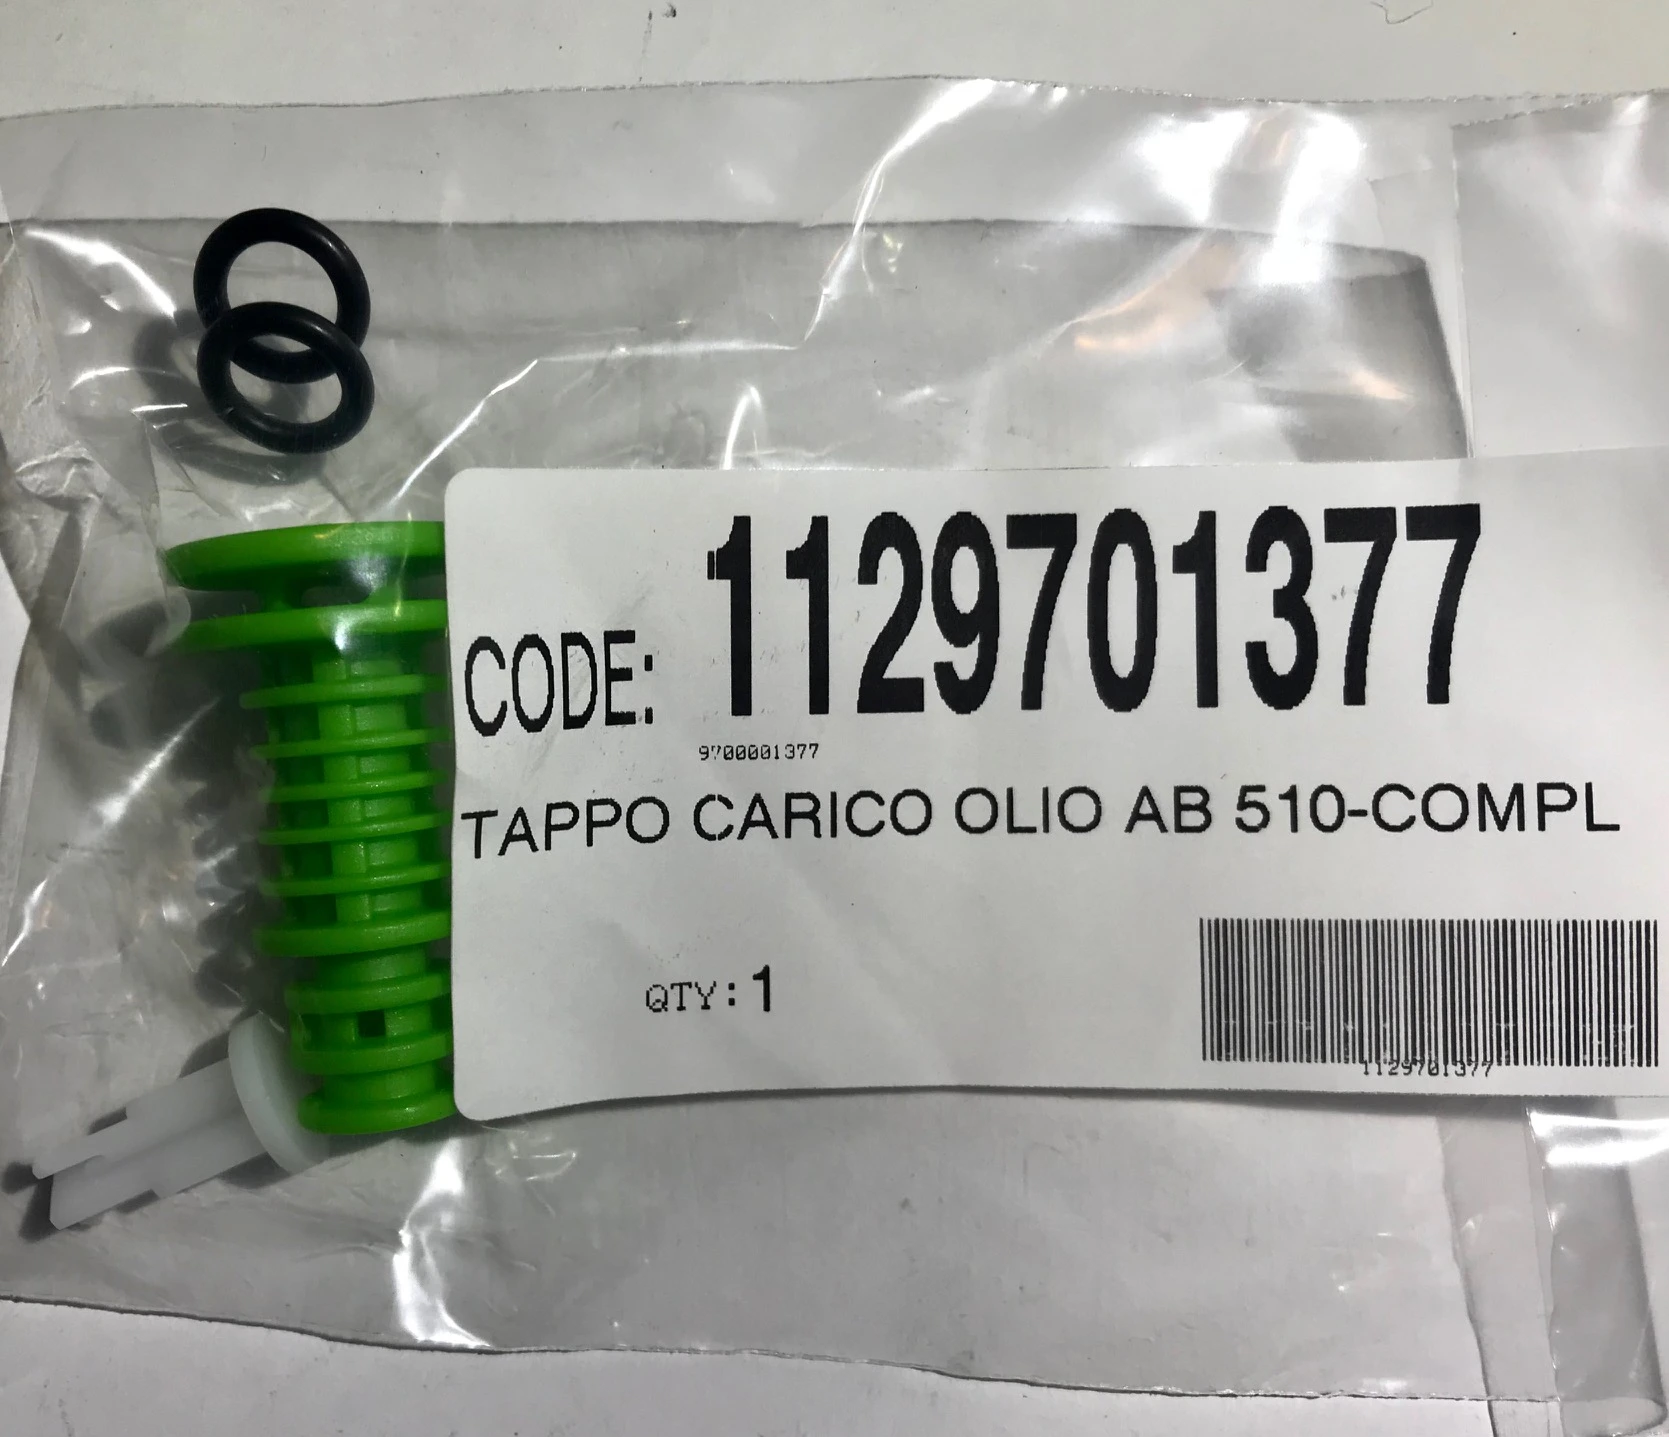 CODE: 1129701377
9700001377
TAPPO CARICO OLIO AB 510-COMPL
QTY: 1
1129701377